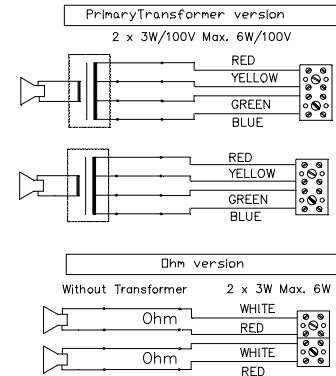 PrimaryTransformer version
2 x 3W/100V Max. 6W/100V
RED
YELLOW
GREEN
BLUE
RED
YELLOW
GREEN
BLUE
Ohm version
Without Transformer 2 x 3W Max. 6W
WHITE
Ohm
RED
WHITE
Ohm
RED